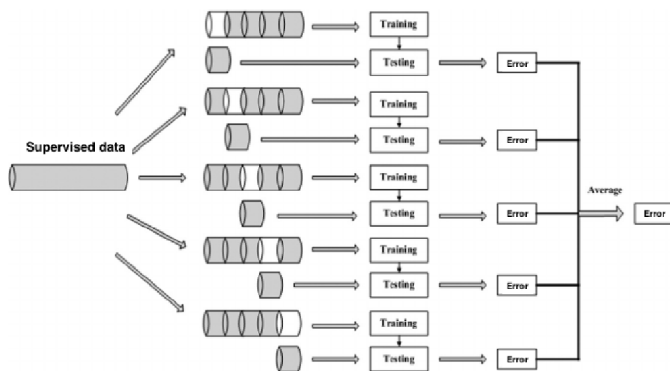 Training
Testing
Error
Training
Supervised data
Testing
Error
Training
Average
Testing
Error
Error
Training
Testing
Error
Training
Testing
Error